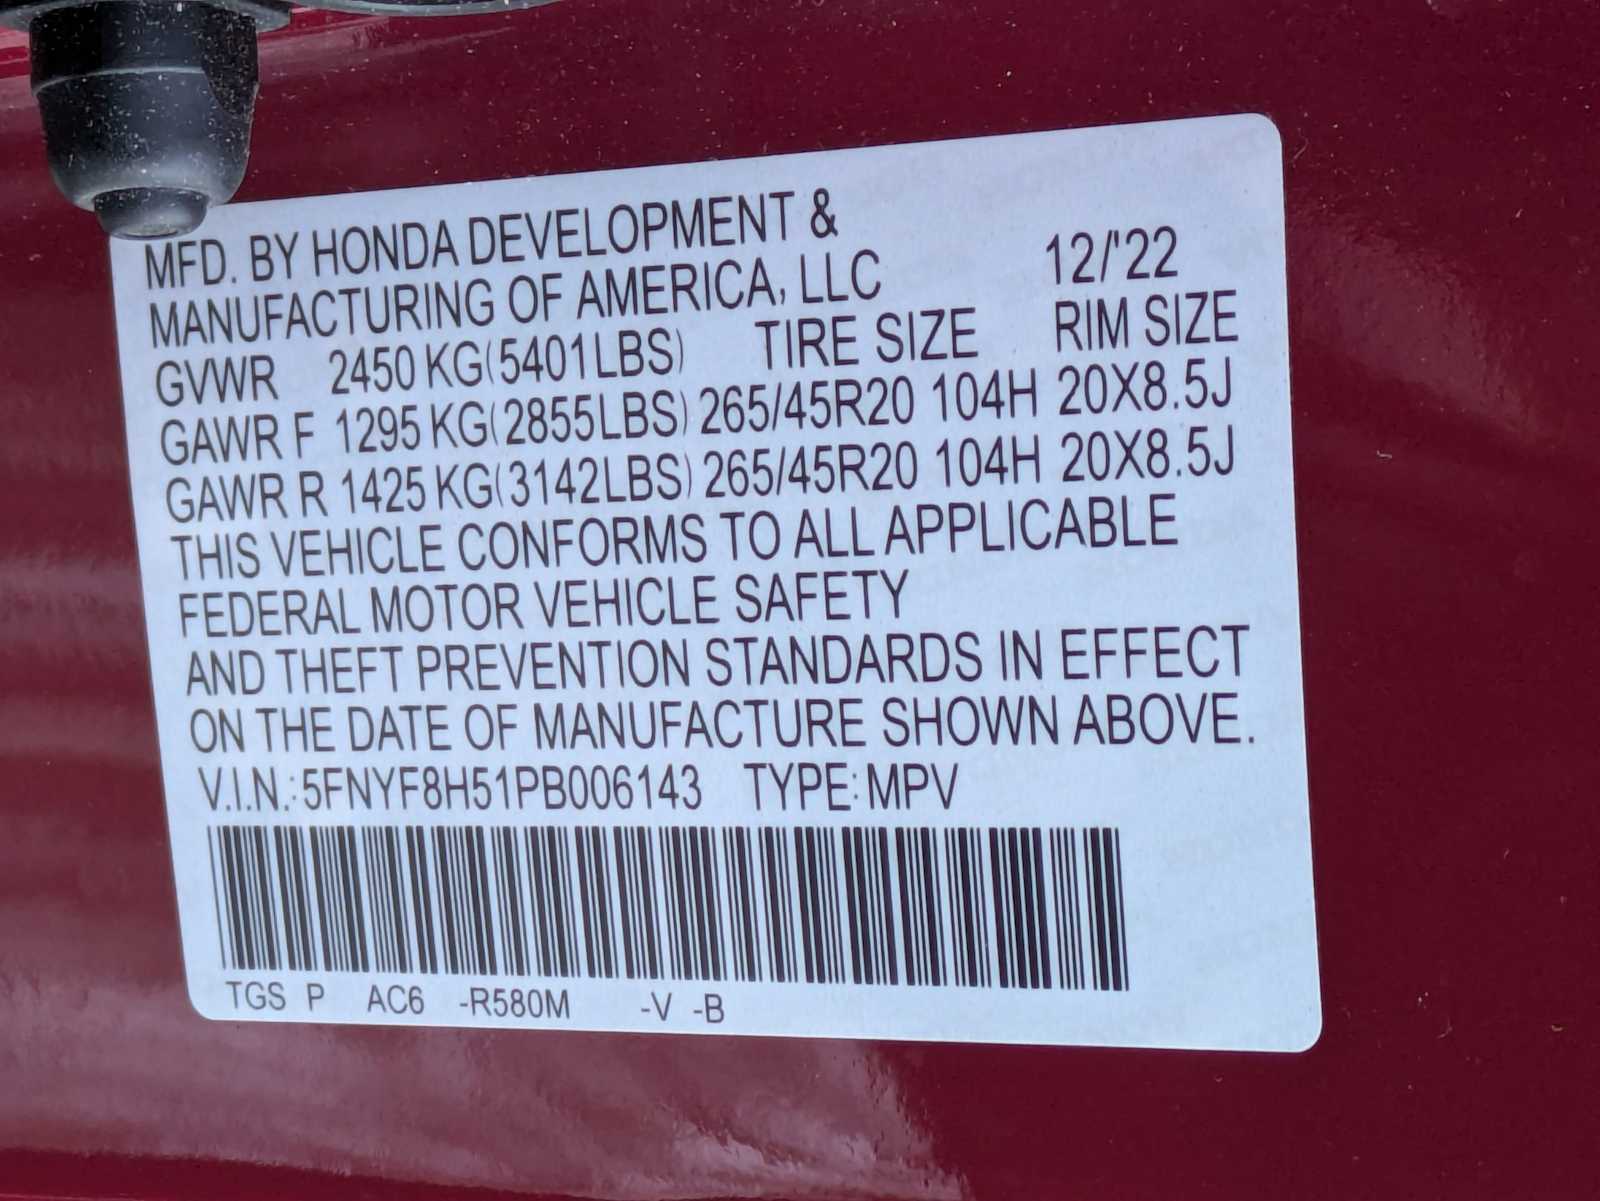 MFD. BY HONDA DEVELOPMENT &
MANUFACTURING OF AMERICA, LLC 12/'22
GVWR 2450 KG(5401LBS) TIRE SIZE RIM SIZE
GAWR F 1295 KG(2855LBS) 265/45R20 104H 20X8.5J
GAWR R 1425 KG(3142LBS) 265/45R20 104H 20X8.5J
THIS VEHICLE CONFORMS TO ALL APPLICABLE
FEDERAL MOTOR VEHICLE SAFETY
AND THEFT PREVENTION STANDARDS IN EFFECT
ON THE DATE OF MANUFACTURE SHOWN ABOVE.
V.I.N.: 5FNYF8H51PB006143 TYPE: MPV
TGS P AC6 -R580M -V -B